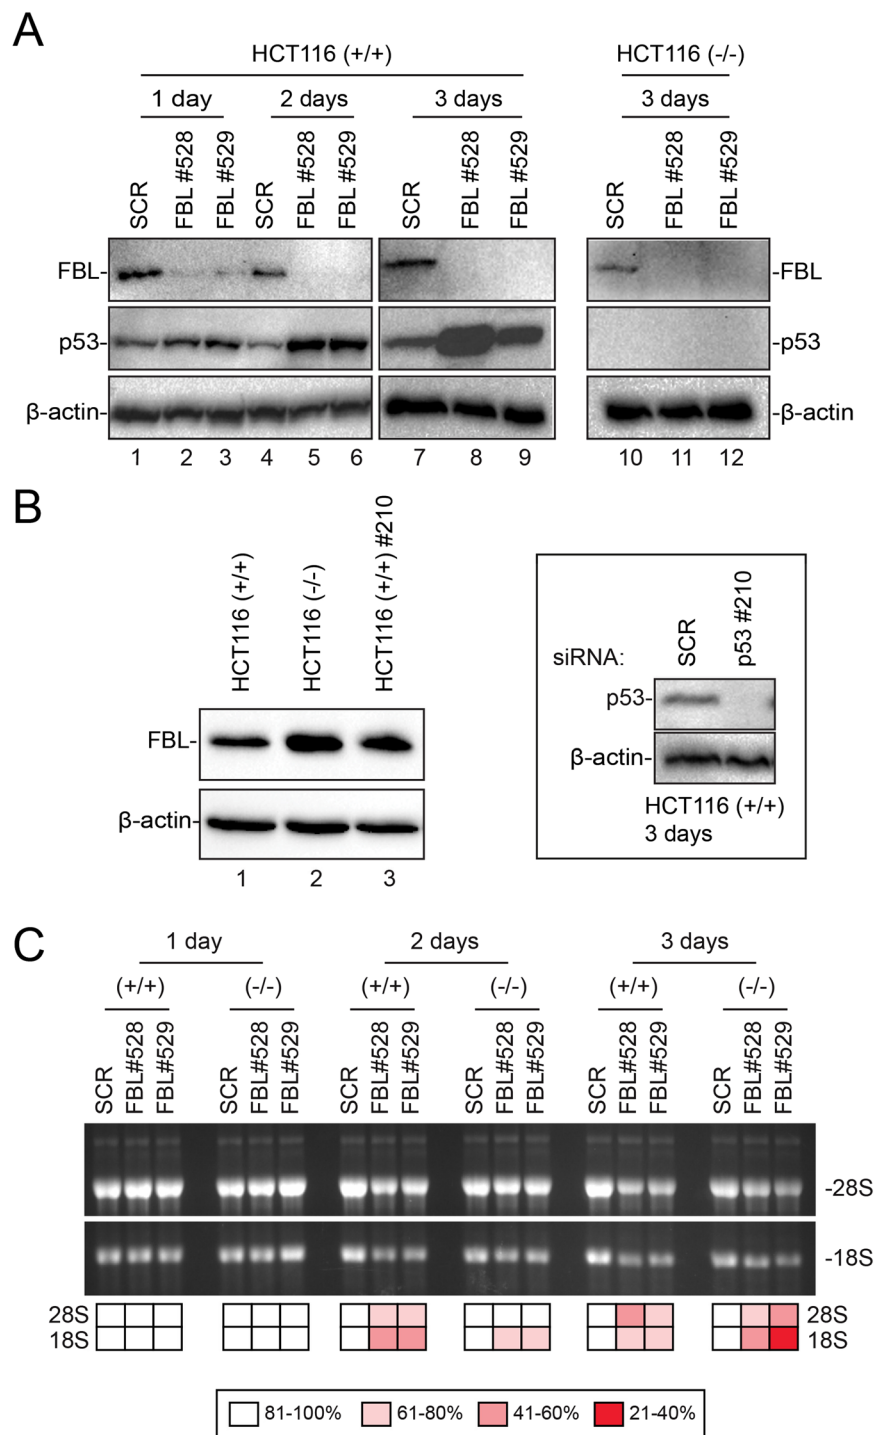 A
HCT116 (+/+)
HCT116 (-/-)
1 day
2 days
3 days
3 days
SCR
FBL #528
FBL #529
SCR
FBL #528
FBL #529
SCR
FBL #528
FBL #529
SCR
FBL #528
FBL #529
FBL-
-FBL
p53-
-p53
β-actin-
-β-actin
1 2 3 4 5 6 7 8 9 10 11 12
B
HCT116 (+/+)
HCT116 (-/-)
HCT116 (+/+) #210
FBL-
β-actin-
1 2 3
siRNA:
SCR
p53 #210
p53-
β-actin-
HCT116 (+/+)
3 days
C
1 day
2 days
3 days
(+/+)
(-/-)
(+/+)
(-/-)
(+/+)
(-/-)
SCR
FBL#528
FBL#529
SCR
FBL#528
FBL#529
SCR
FBL#528
FBL#529
SCR
FBL#528
FBL#529
SCR
FBL#528
FBL#529
SCR
FBL#528
FBL#529
-28S
-18S
28S
28S
18S
18S
81-100%
61-80%
41-60%
21-40%